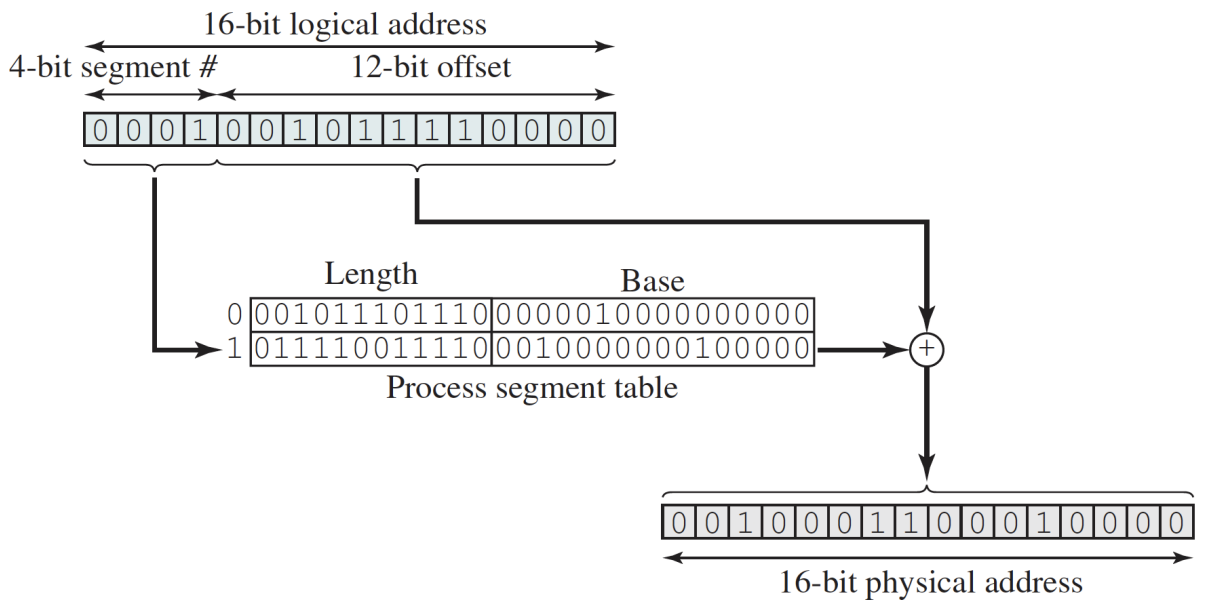 16-bit logical address
4-bit segment # 12-bit offset
0 0 0 1 0 0 1 0 1 1 1 1 0 0 0 0
Length Base
0 001011101110 0000010000000000
1 011110011110 0010000000100000
+
Process segment table
0 0 1 0 0 0 1 1 0 0 0 1 0 0 0 0
16-bit physical address